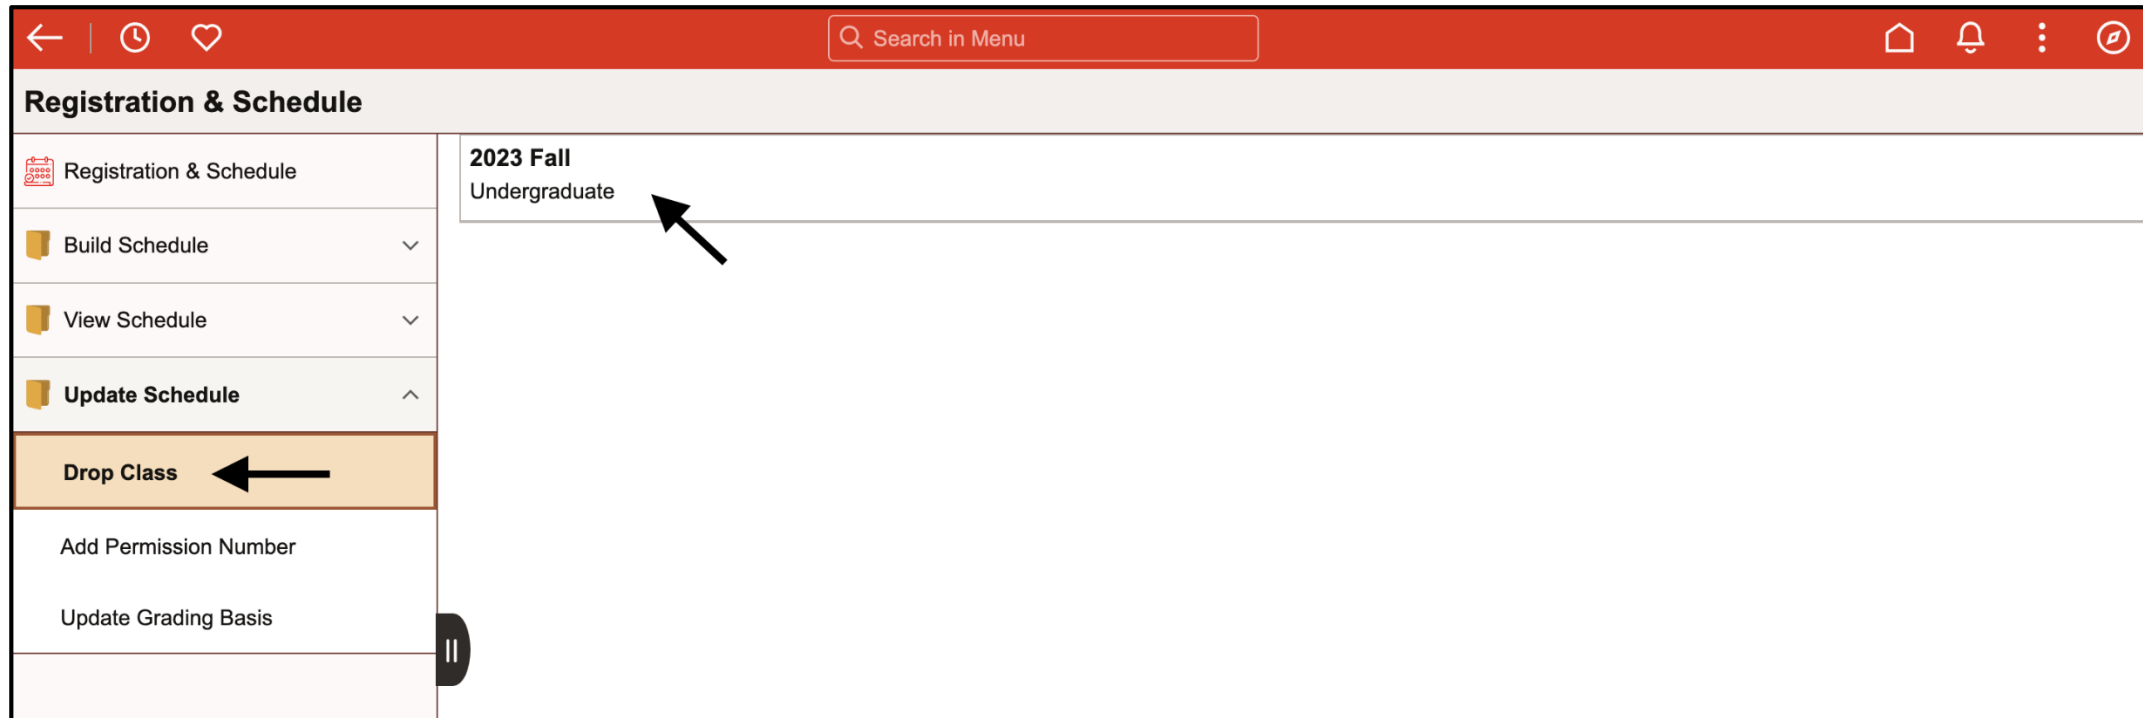 Search in Menu
Registration & Schedule
Registration & Schedule
Build Schedule
View Schedule
Update Schedule
Drop Class
Add Permission Number
Update Grading Basis
2023 Fall
Undergraduate